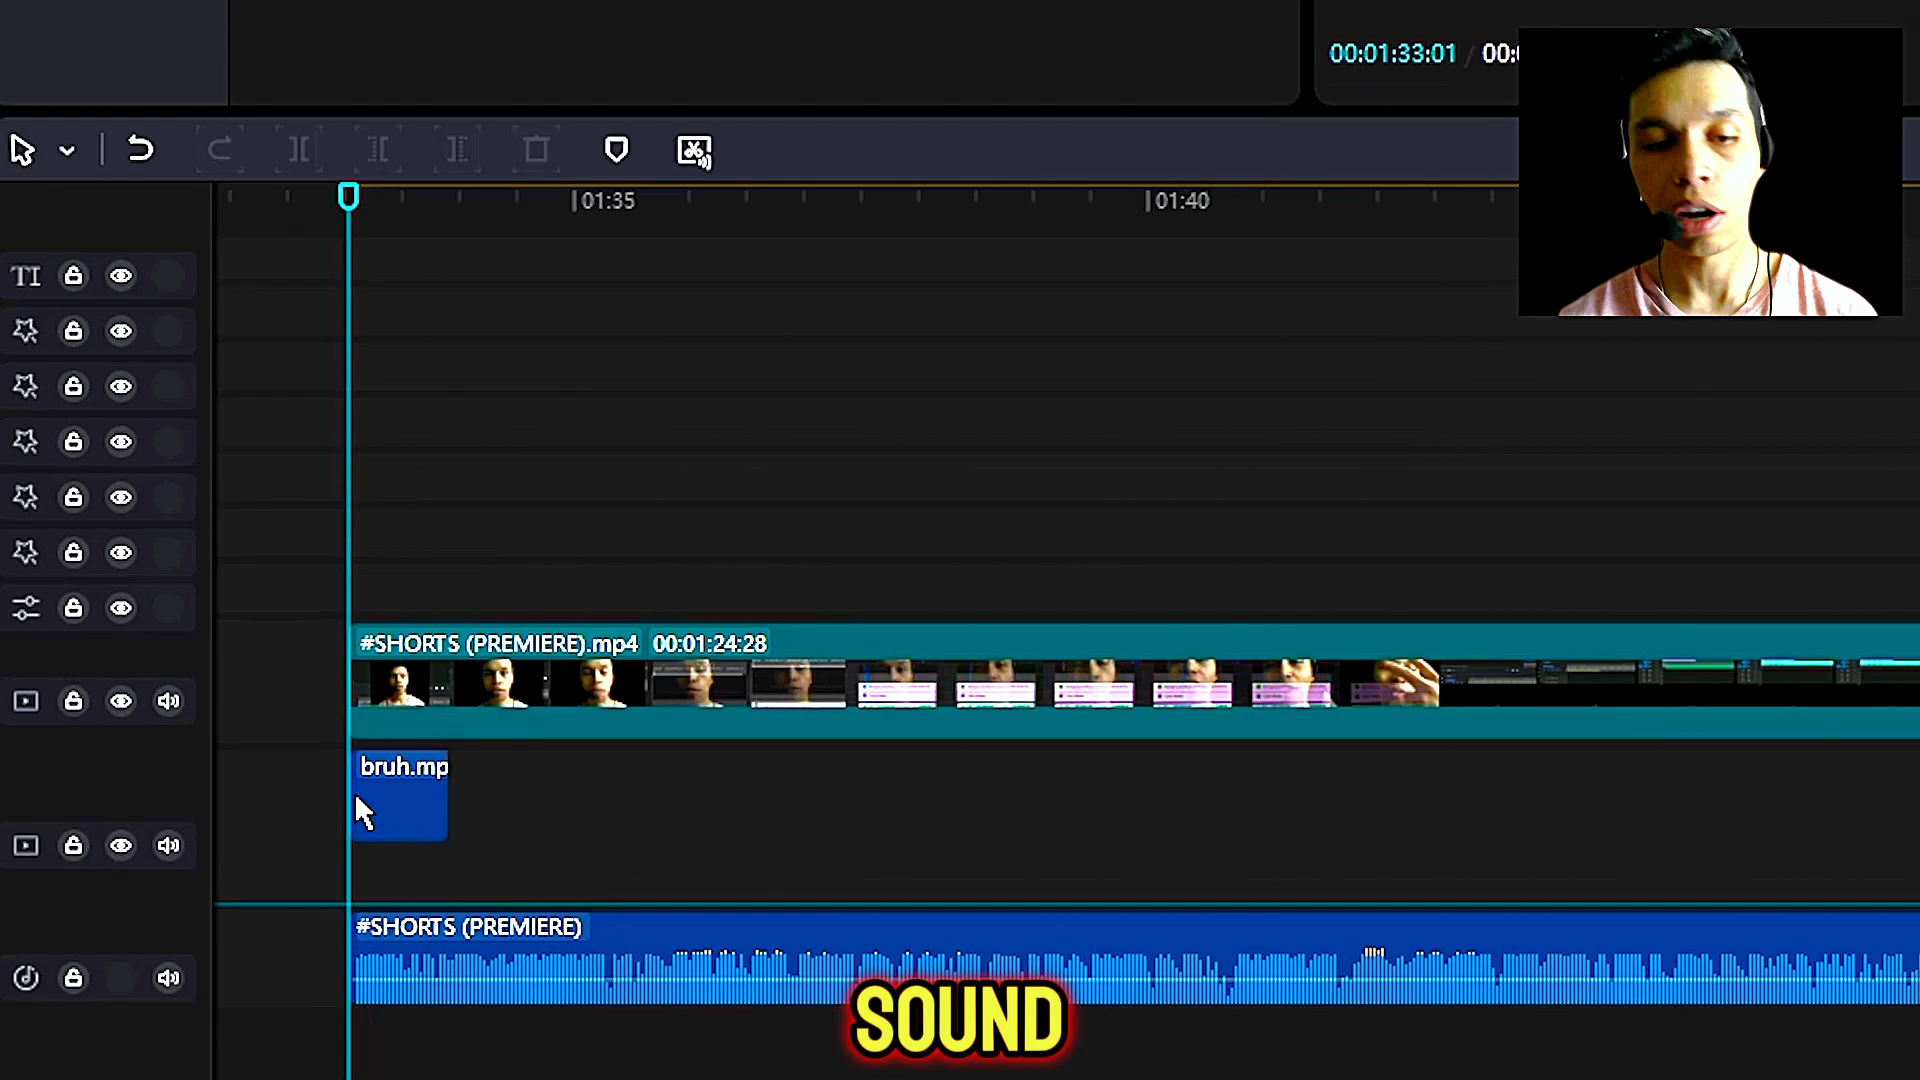 00:01:33:01 / 00:
01:35
01:40
TI
#SHORTS (PREMIERE).mp4 00:01:24:28
bruh.mp
#SHORTS (PREMIERE)
SOUND